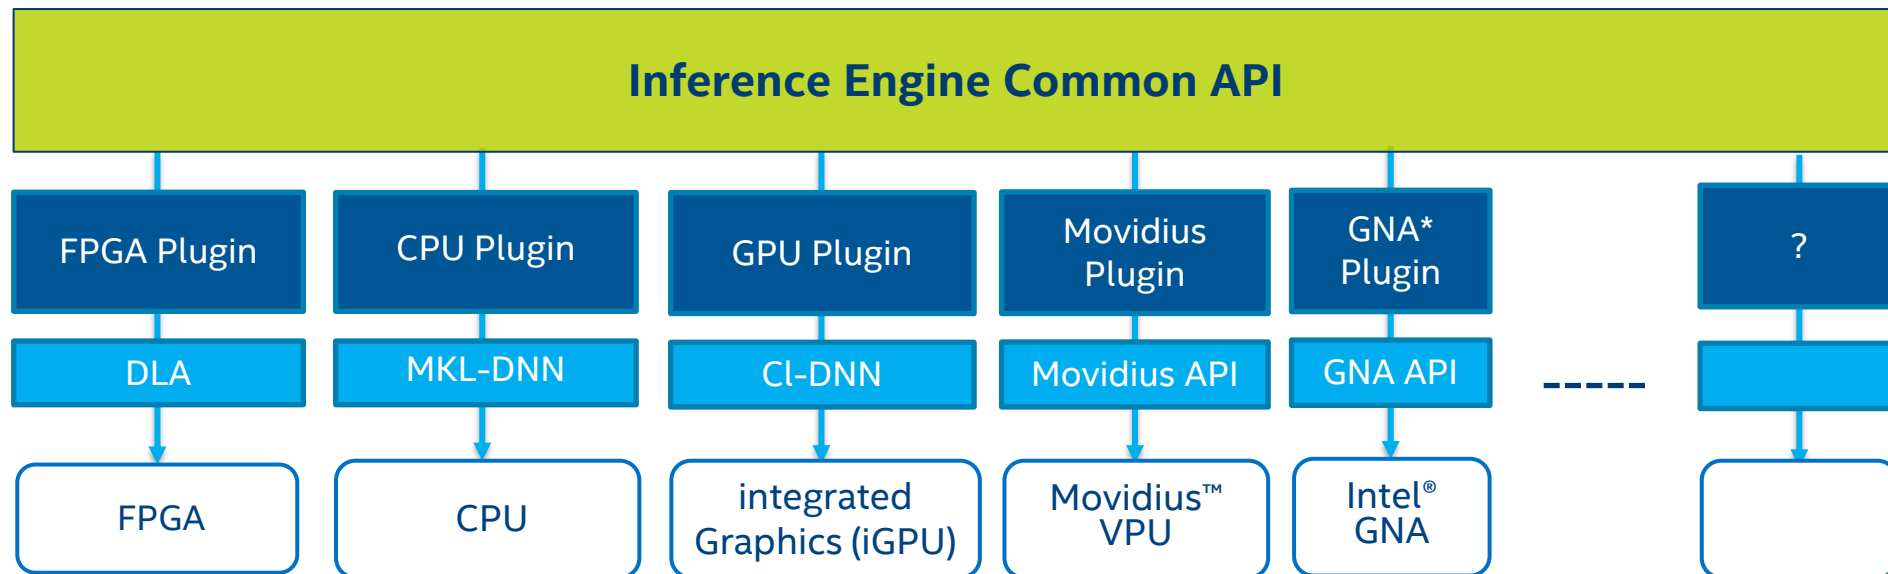 Inference Engine Common API
FPGA Plugin
CPU Plugin
GPU Plugin
Movidius
Plugin
GNA*
Plugin
?
DLA
MKL-DNN
Cl-DNN
Movidius API
GNA API
-----
FPGA
CPU
integrated
Graphics (iGPU)
Movidius™
VPU
Intel®
GNA